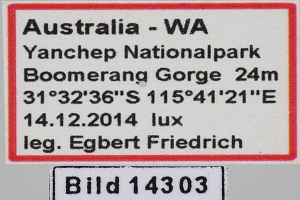 Australia - WA
Yanchep Nationalpark
Boomerang Gorge 24m
31°32'36"S 115°41'21"E
14.12.2014 lux
leg. Egbert Friedrich
Bild 14303